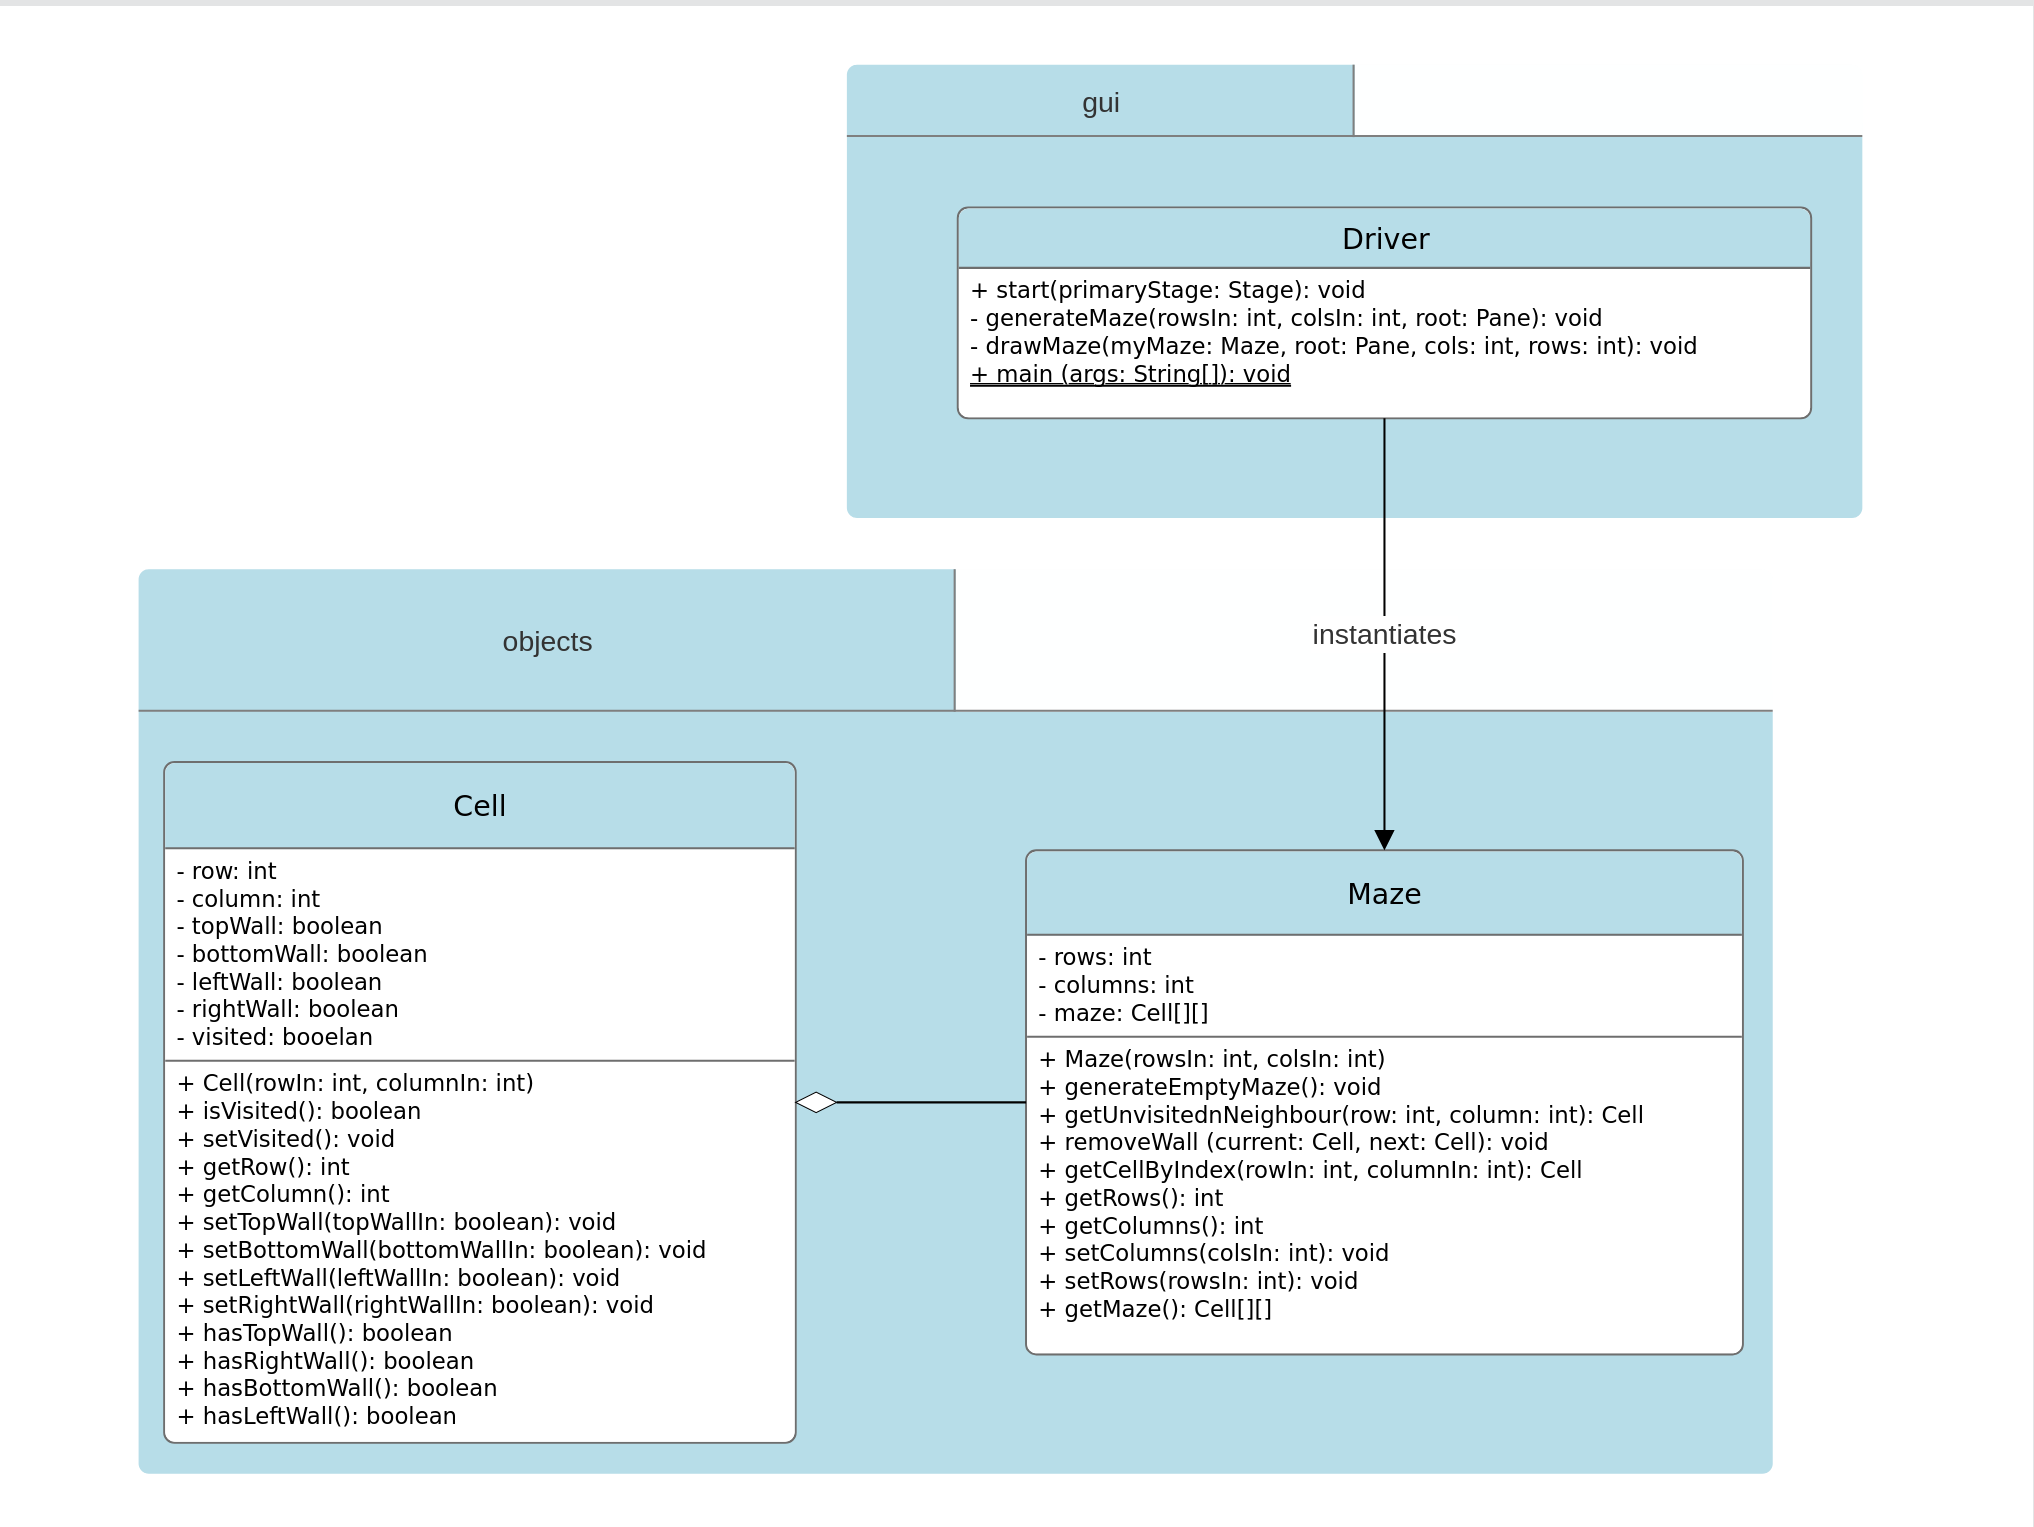 gui
Driver
+ start(primaryStage: Stage): void
- generateMaze(rowsIn: int, colsIn: int, root: Pane): void
- drawMaze(myMaze: Maze, root: Pane, cols: int, rows: int): void
+ main (args: String[]): void
instantiates
objects
Cell
- row: int
- column: int
- topWall: boolean
- bottomWall: boolean
- leftWall: boolean
- rightWall: boolean
- visited: booelan
+ Cell(rowIn: int, columnIn: int)
+ isVisited(): boolean
+ setVisited(): void
+ getRow(): int
+ getColumn(): int
+ setTopWall(topWallIn: boolean): void
+ setBottomWall(bottomWallIn: boolean): void
+ setLeftWall(leftWallIn: boolean): void
+ setRightWall(rightWallIn: boolean): void
+ hasTopWall(): boolean
+ hasRightWall(): boolean
+ hasBottomWall(): boolean
+ hasLeftWall(): boolean
Maze
- rows: int
- columns: int
- maze: Cell[][]
+ Maze(rowsIn: int, colsIn: int)
+ generateEmptyMaze(): void
+ getUnvisitednNeighbour(row: int, column: int): Cell
+ removeWall (current: Cell, next: Cell): void
+ getCellByIndex(rowIn: int, columnIn: int): Cell
+ getRows(): int
+ getColumns(): int
+ setColumns(colsIn: int): void
+ setRows(rowsIn: int): void
+ getMaze(): Cell[][]